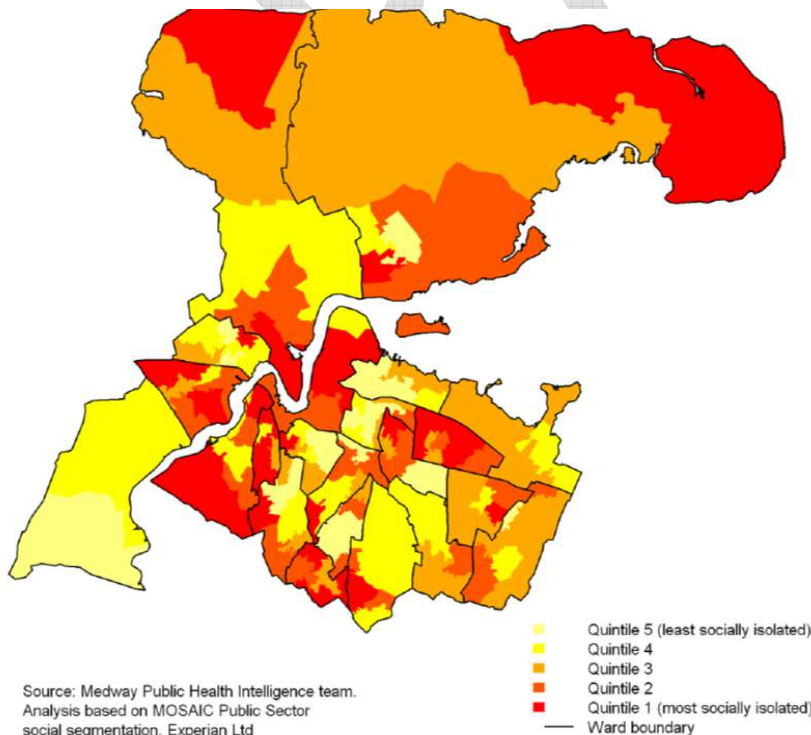 Quintile 5 (least socially isolated)
Quintile 4
Quintile 3
Quintile 2
Quintile 1 (most socially isolated)
Ward boundary
Source: Medway Public Health Intelligence team.
Analysis based on MOSAIC Public Sector
social segmentation, Experian Ltd